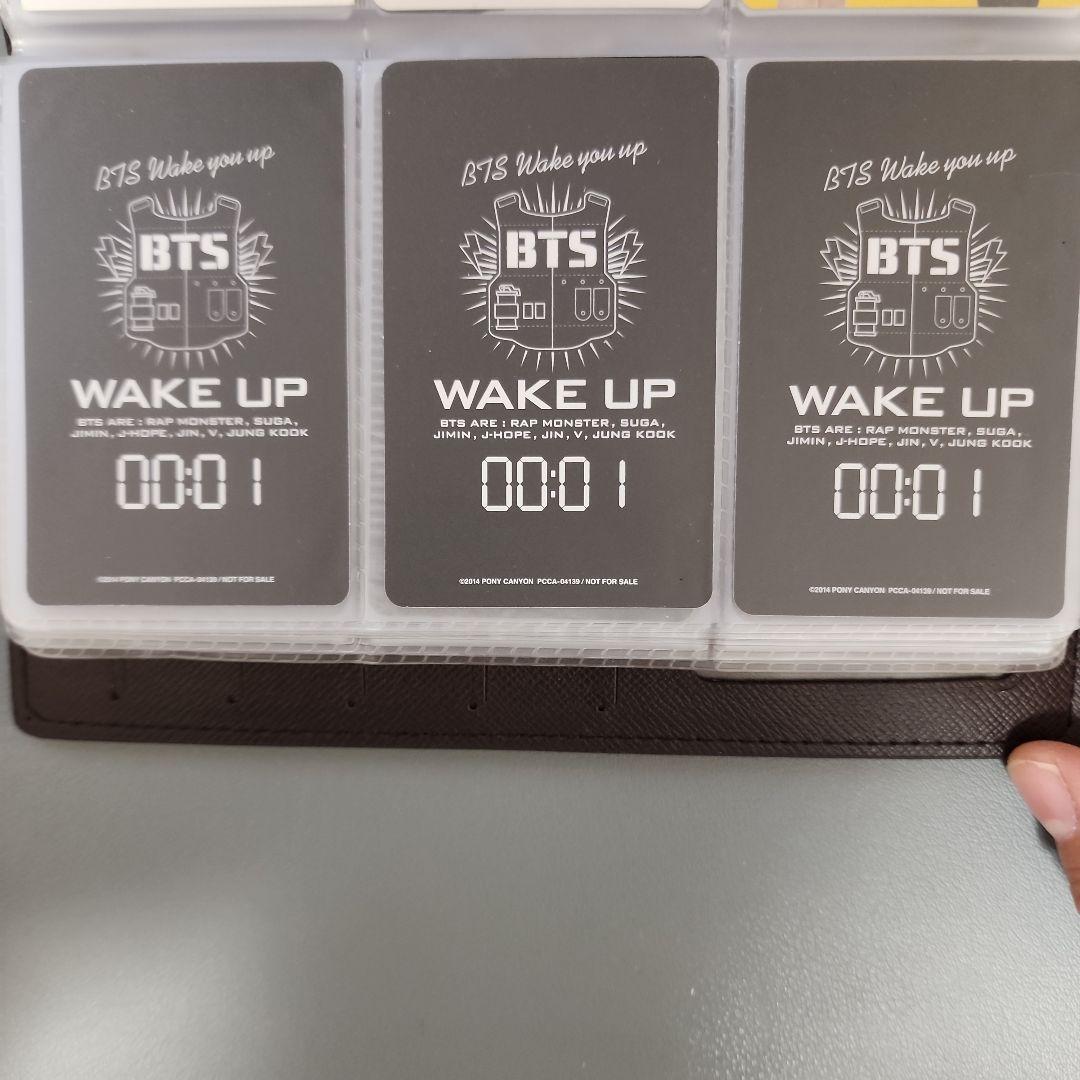 BTS Wake you up
BTS
WAKE UP
BTS ARE : RAP MONSTER, SUGA,
JIMIN, J-HOPE, JIN, V, JUNG KOOK
00:01
©2014 PONY CANYON PCCA-04139 / NOT FOR SALE
BTS Wake you up
BTS
WAKE UP
BTS ARE : RAP MONSTER, SUGA,
JIMIN, J-HOPE, JIN, V, JUNG KOOK
00:01
©2014 PONY CANYON PCCA-04139 / NOT FOR SALE
BTS Wake you up
BTS
WAKE UP
BTS ARE : RAP MONSTER, SUGA,
JIMIN, J-HOPE, JIN, V, JUNG KOOK
00:01
©2014 PONY CANYON PCCA-04139 / NOT FOR SALE